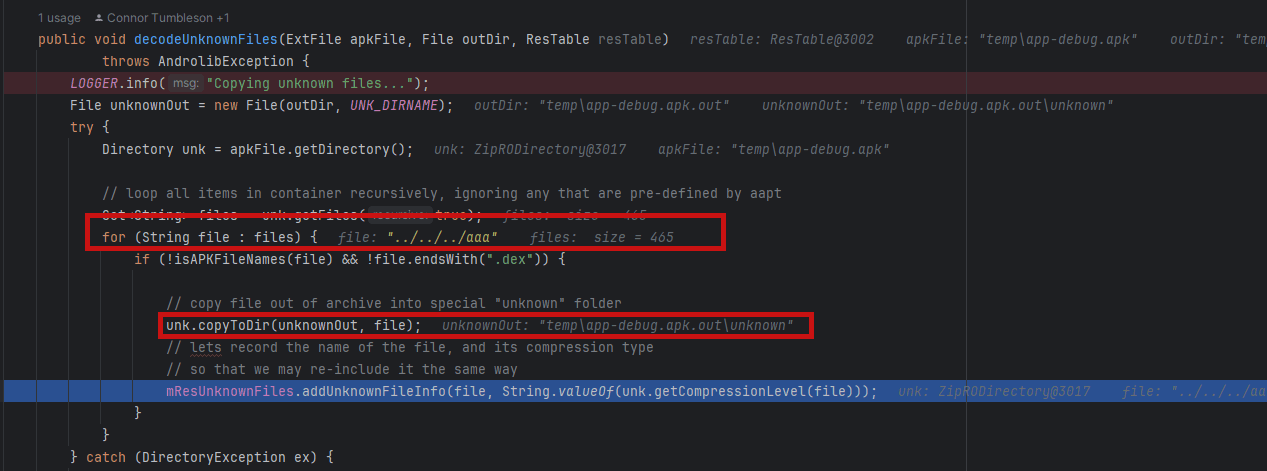 1 usage Connor Tumbleson +1
public void decodeUnknownFiles(ExtFile apkFile, File outDir, ResTable resTable) resTable: ResTable@3002 apkFile: "temp\app-debug.apk" outDir: "tem
throws AndrolibException {
LOGGER.info( msg: "Copying unknown files...");
File unknownOut = new File(outDir, UNK_DIRNAME); outDir: "temp\app-debug.apk.out" unknownOut: "temp\app-debug.apk.out\unknown"
try {
Directory unk = apkFile.getDirectory(); unk: ZipRODirectory@3017 apkFile: "temp\app-debug.apk"
// loop all items in container recursively, ignoring any that are pre-defined by aapt
files unk.getFiles( true); files: size 465
for (String file : files) { file: "../../../aaa" files: size = 465
if (!isAPKFileNames(file) && !file.endsWith(".dex")) {
// copy file out of archive into special "unknown" folder
unk.copyToDir(unknownOut, file); unknownOut: "temp\app-debug.apk.out\unknown"
// lets record the name of the file, and its compression type
// so that we may re-include it the same way
mResUnknownFiles.addUnknownFileInfo(file, String.valueOf(unk.getCompressionLevel(file))); unk: ZipRODirectory@3017 file: "../../../aaa
}
}
} catch (DirectoryException ex) {